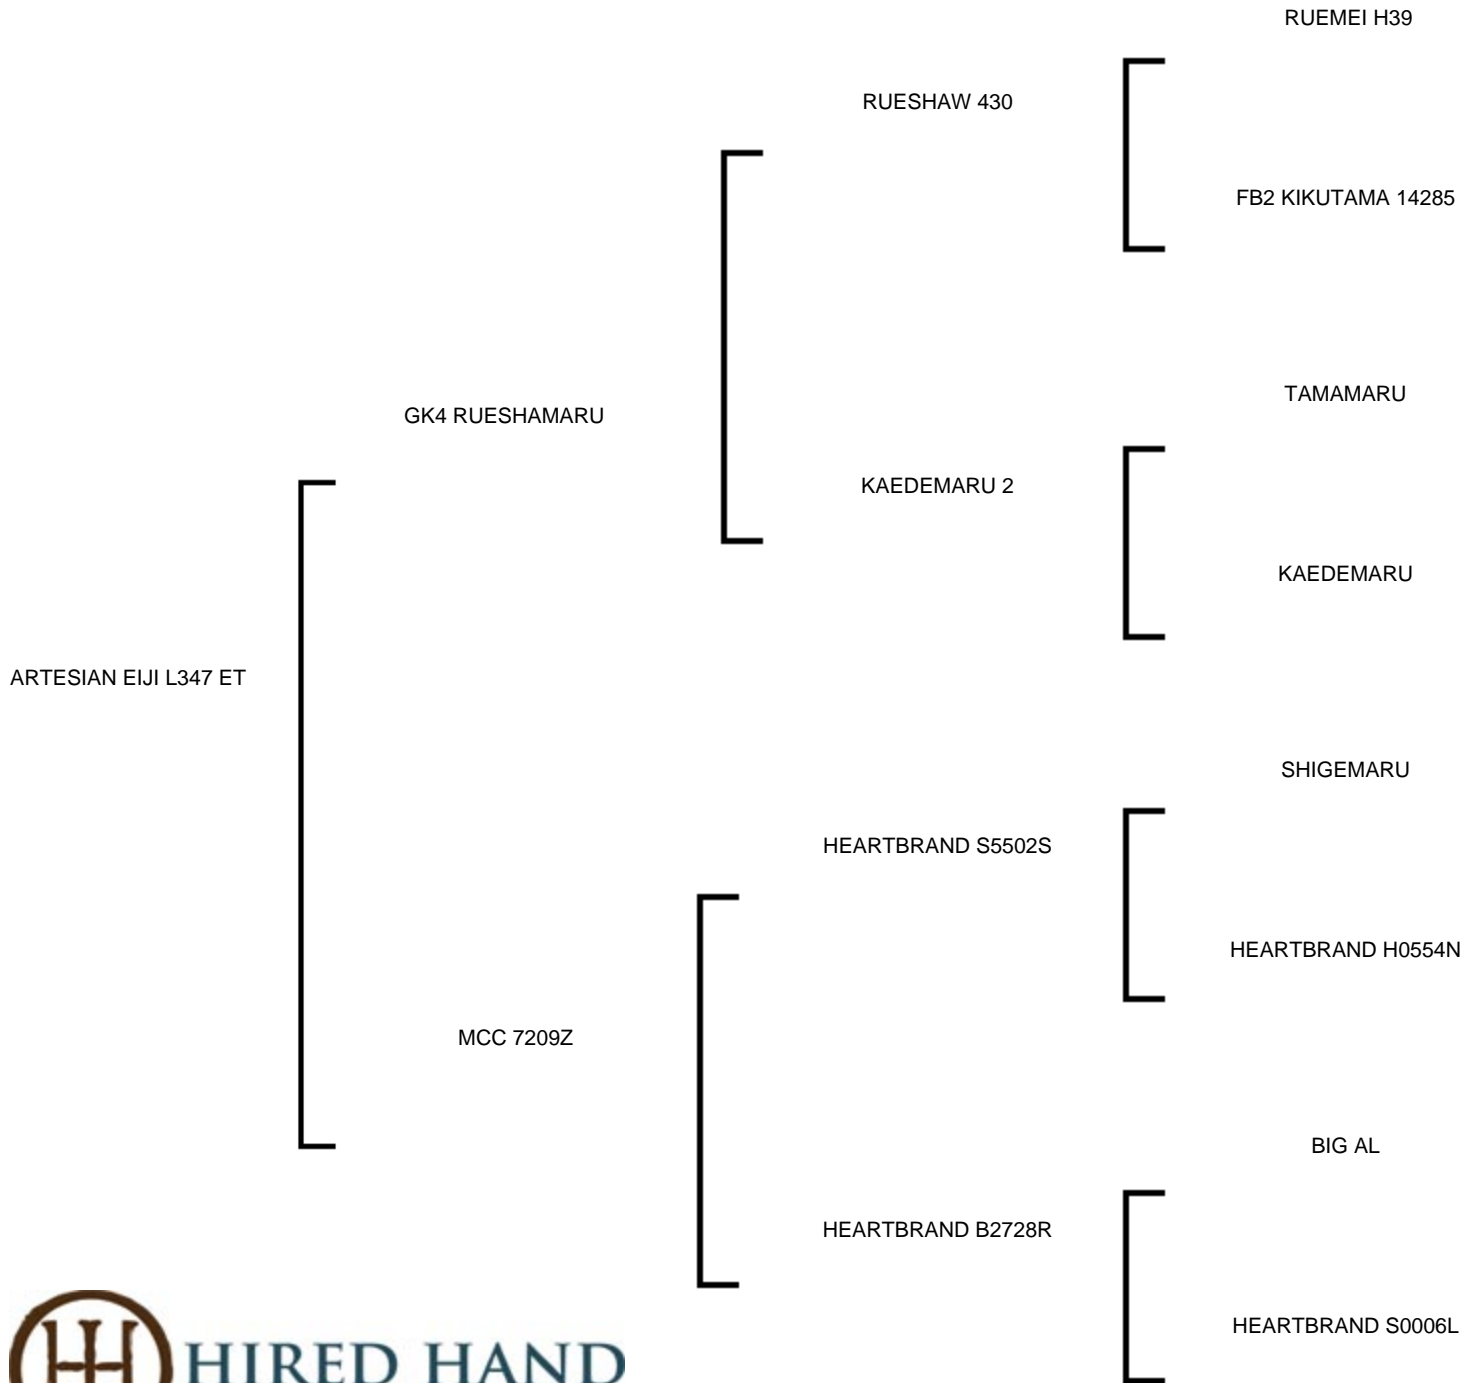 RUEMEI H39
RUESHAW 430
FB2 KIKUTAMA 14285
TAMAMARU
GK4 RUESHAMARU
KAEDEMARU 2
KAEDEMARU
ARTESIAN EIJI L347 ET
SHIGEMARU
HEARTBRAND S5502S
HEARTBRAND H0554N
MCC 7209Z
BIG AL
HEARTBRAND B2728R
HEARTBRAND S0006L
HIRED HAND